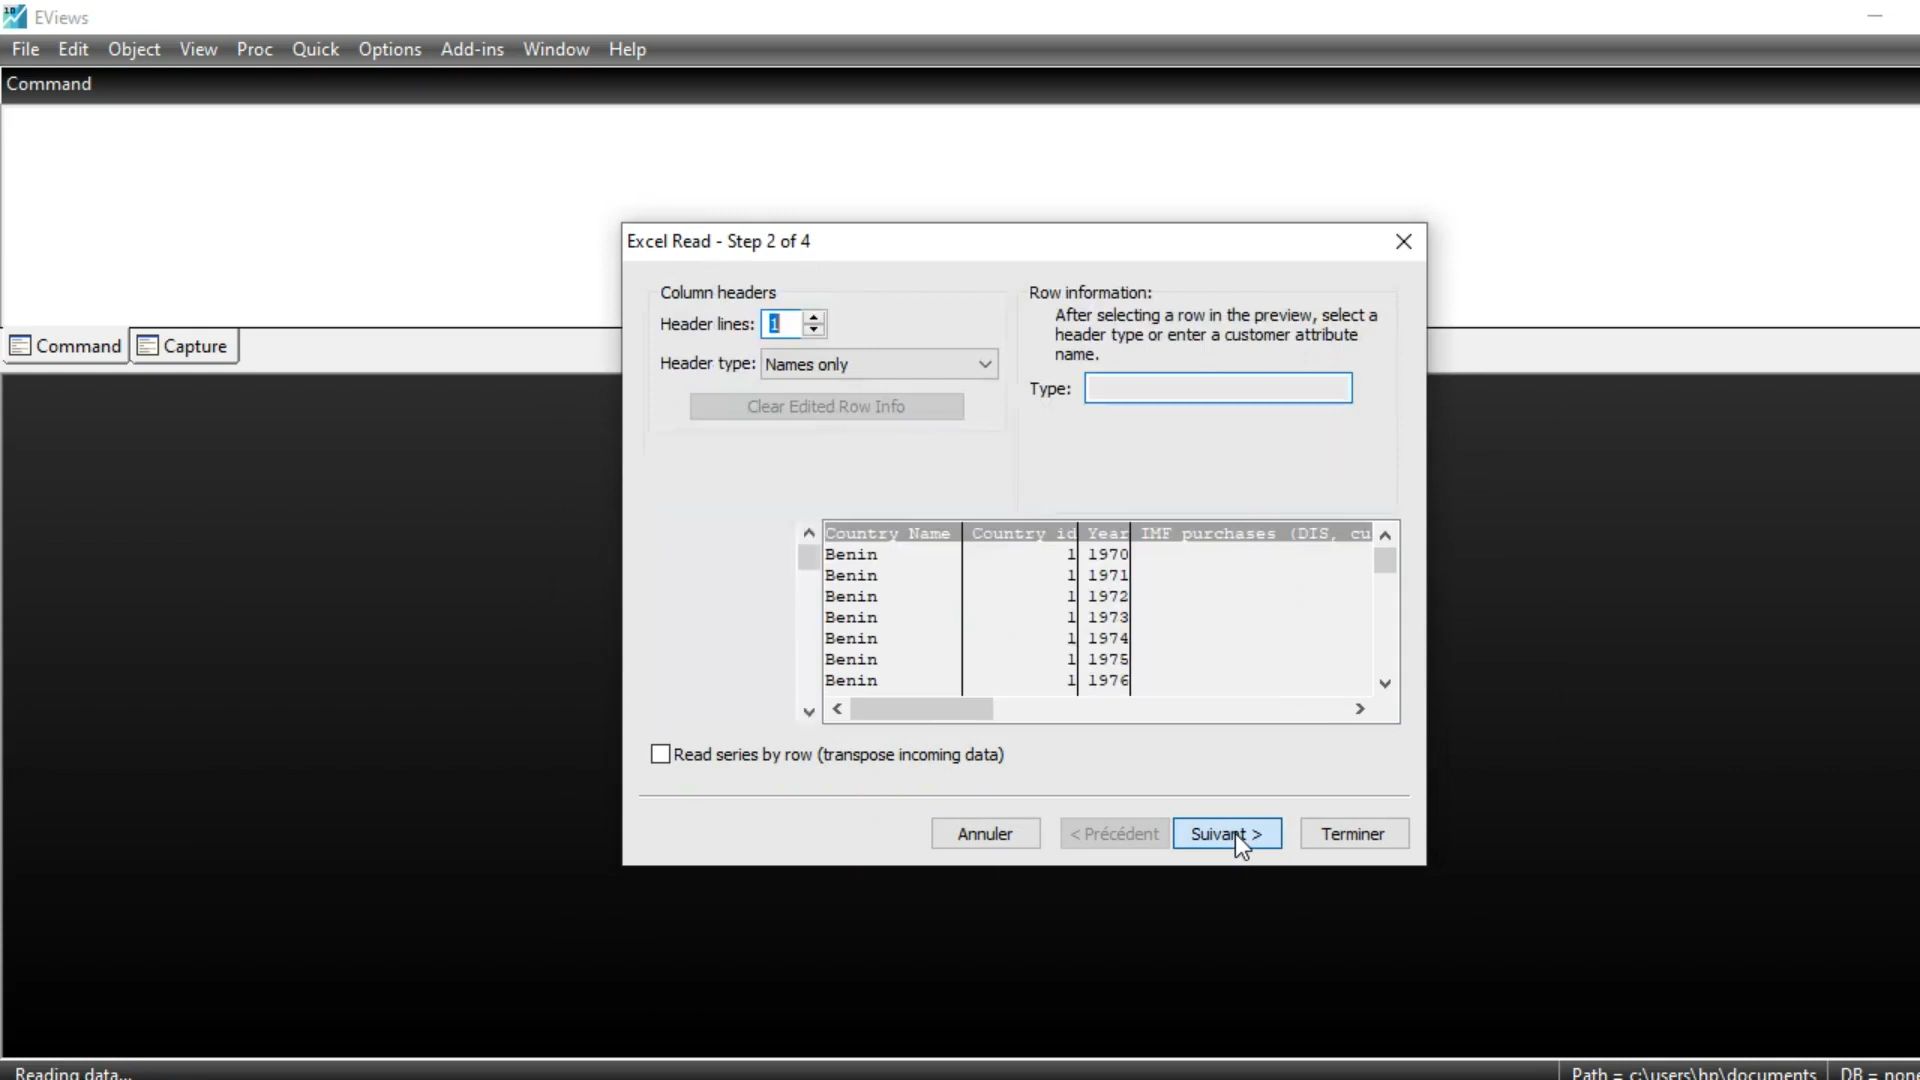 EViews
File Edit Object View Proc Quick Options Add-ins Window Help
Command
Command Capture
Excel Read - Step 2 of 4
Column headers
Header lines: 1
Header type: Names only
Clear Edited Row Info
Row information:
After selecting a row in the preview, select a
header type or enter a customer attribute
name.
Type:
Country Name Country id Year IMF purchases (DIS, cu
Benin 1 1970
Benin 1 1971
Benin 1 1972
Benin 1 1973
Benin 1 1974
Benin 1 1975
Benin 1 1976
Read series by row (transpose incoming data)
Annuler < Précédent Suivant > Terminer
Reading data... Path = c:\users\hp\documents DB = none